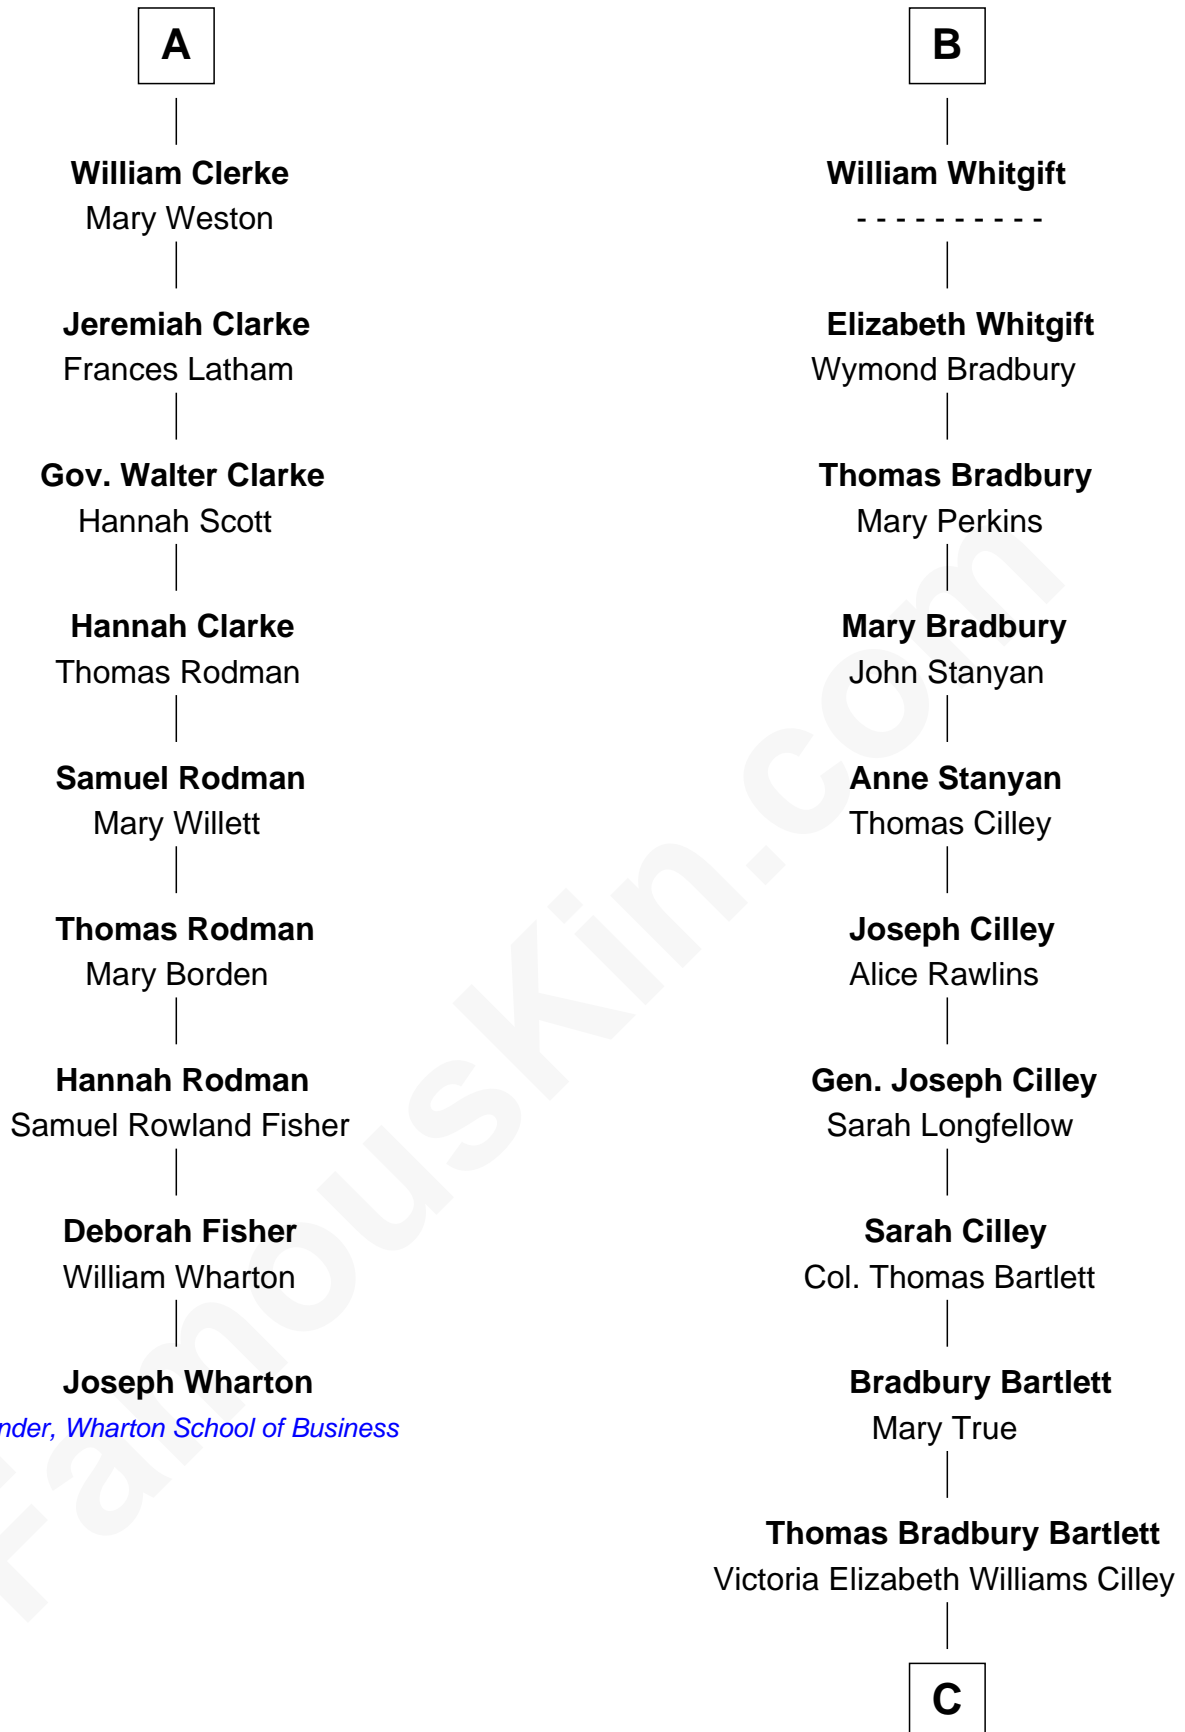 A
William Clerke
Mary Weston
Jeremiah Clarke
Frances Latham
Gov. Walter Clarke
Hannah Scott
Hannah Clarke
Thomas Rodman
Samuel Rodman
Mary Willett
Thomas Rodman
Mary Borden
Hannah Rodman
Samuel Rowland Fisher
Deborah Fisher
William Wharton
Joseph Wharton
nder, Wharton School of Business
B
William Whitgift
- - - - - - - - - -
Elizabeth Whitgift
Wymond Bradbury
Thomas Bradbury
Mary Perkins
Mary Bradbury
John Stanyan
Anne Stanyan
Thomas Cilley
Joseph Cilley
Alice Rawlins
Gen. Joseph Cilley
Sarah Longfellow
Sarah Cilley
Col. Thomas Bartlett
Bradbury Bartlett
Mary True
Thomas Bradbury Bartlett
Victoria Elizabeth Williams Cilley
C
FamousKin.com